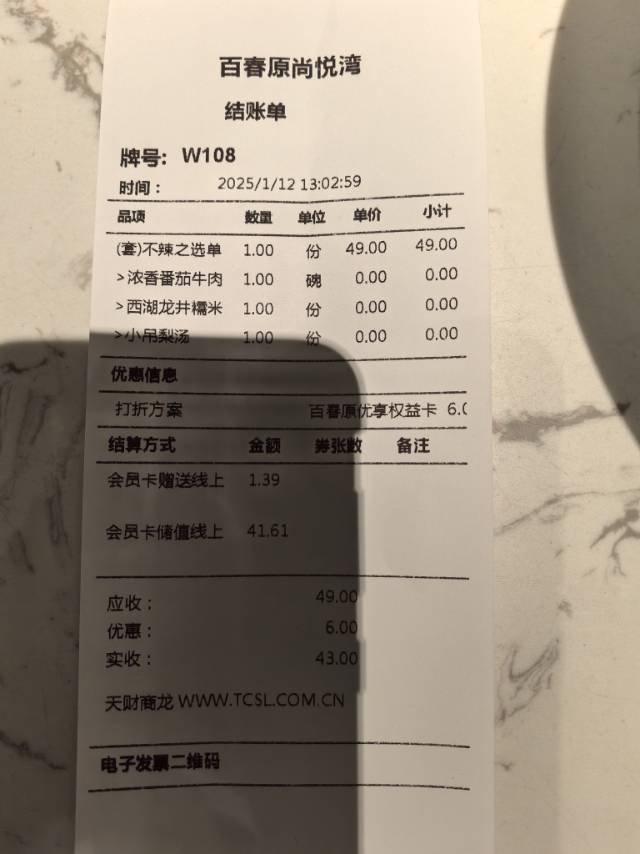 百春原尚悦湾
结账单
牌号: W108
时间： 2025/1/12 13:02:59
品项 数量 单位 单价 小计
(套)不辣之选单 1.00 份 49.00 49.00
>浓香番茄牛肉 1.00 碗 0.00 0.00
>西湖龙井糯米 1.00 份 0.00 0.00
>小吊梨汤 1.00 份 0.00 0.00
优惠信息
打折方案 百春原优享权益卡 6.0
结算方式 金额 券张数 备注
会员卡赠送线上 1.39
会员卡储值线上 41.61
应收： 49.00
优惠： 6.00
实收： 43.00
天财商龙 WWW.TCSL.COM.CN
电子发票二维码